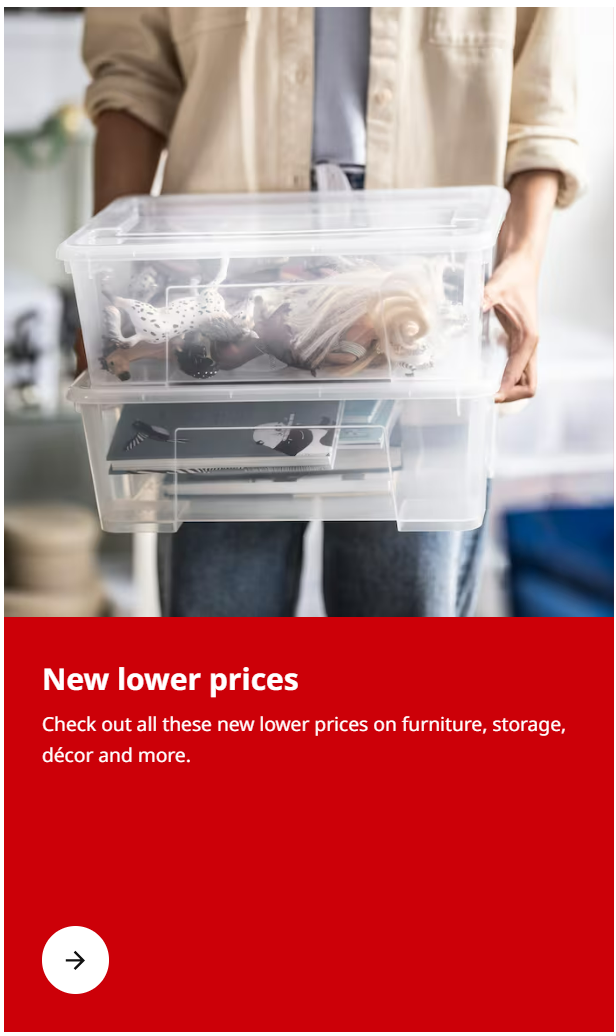 New lower prices
Check out all these new lower prices on furniture, storage,
décor and more.